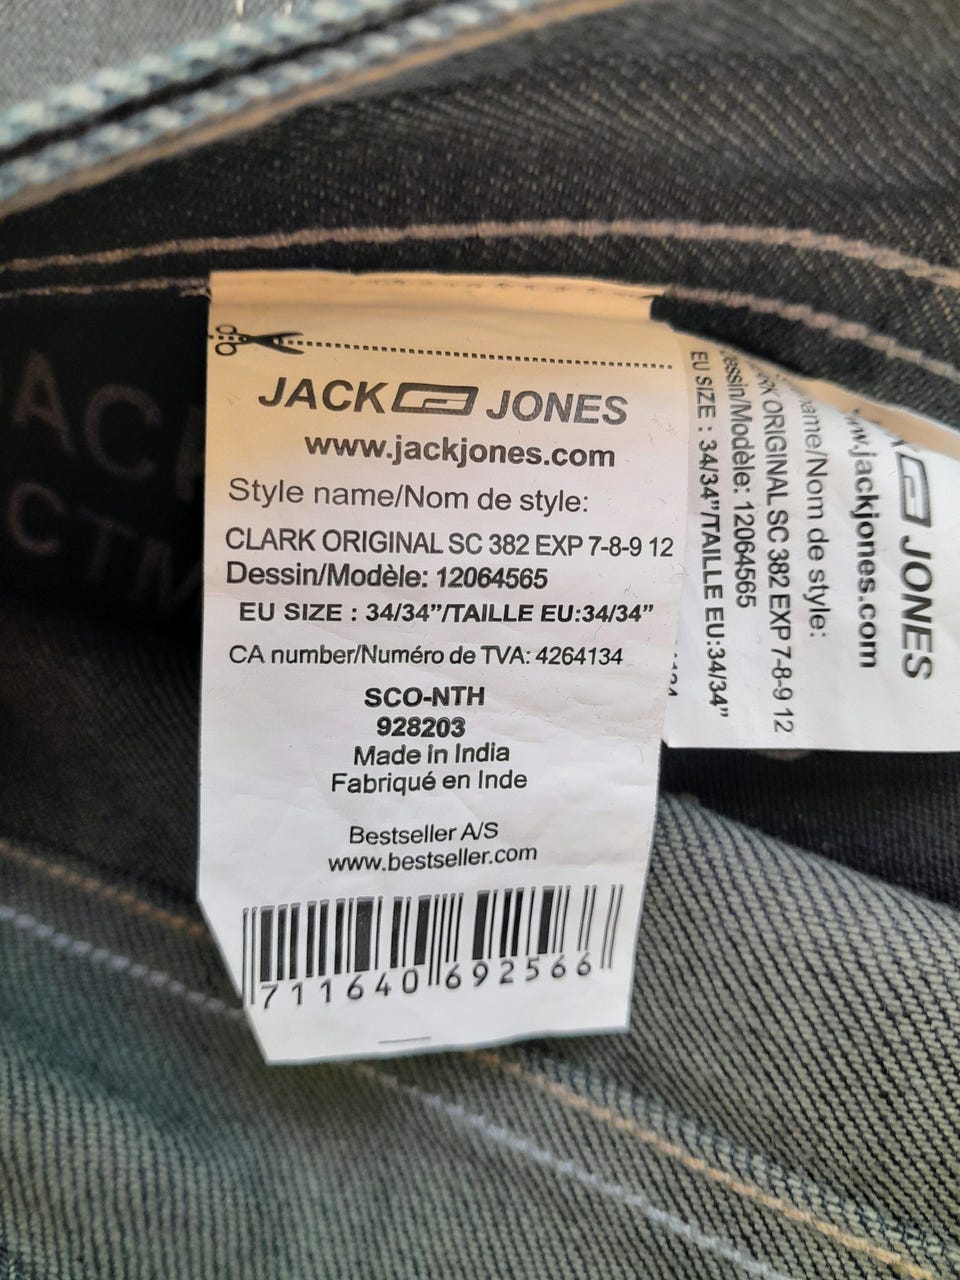 JACK JONES
www.jackjones.com
Style name/Nom de style:
CLARK ORIGINAL SC 382 EXP 7-8-9 12
Dessin/Modèle: 12064565
EU SIZE : 34/34"/TAILLE EU:34/34"
CA number/Numéro de TVA: 4264134
SCO-NTH
928203
Made in India
Fabriqué en Inde
Bestseller A/S
www.bestseller.com
711640 692566
JONES
jackjones.com
name/Nom de style:
ORIGINAL SC 382 EXP 7-8-9 12
Dessin/Modèle: 12064565
EU SIZE : 34/34"/TAILLE EU:34/34"